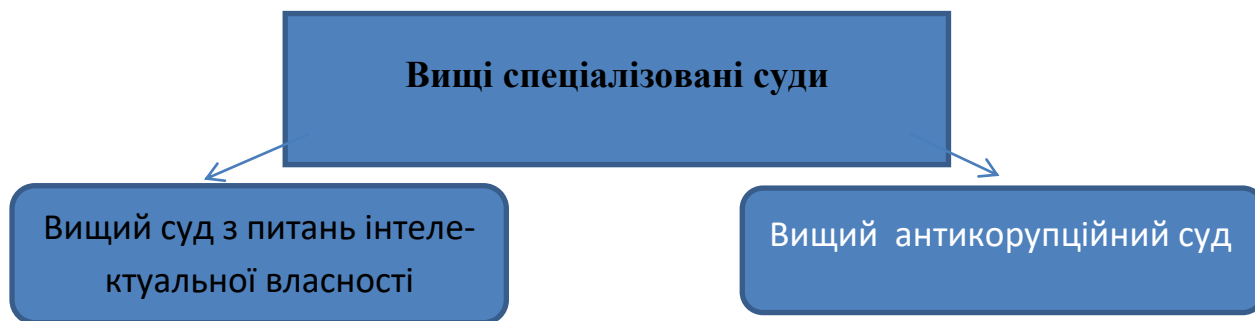 Вищі спеціалізовані суди
Вищий суд з питань інтеле-
ктуальної власності
Вищий антикорупційний суд